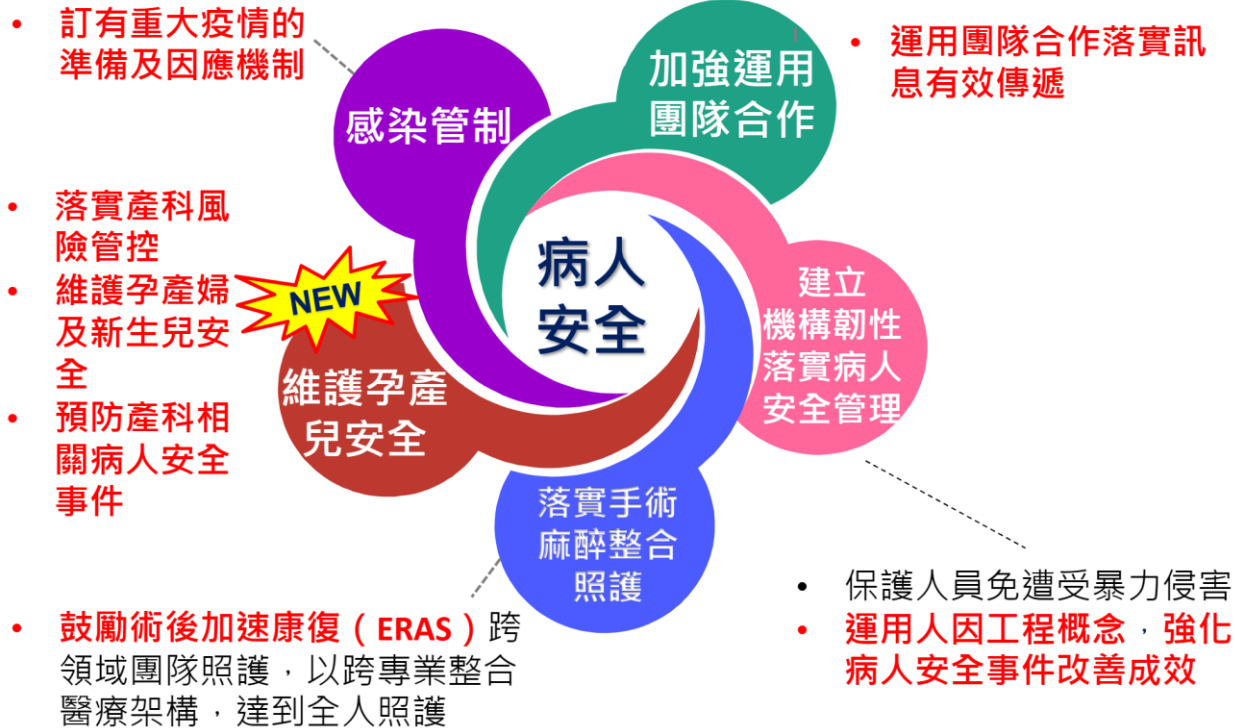 • 訂有重大疫情的
準備及因應機制
感染管制
加強運用
團隊合作
• 運用團隊合作落實訊
息有效傳遞
• 落實產科風
險管控
• 維護孕產婦
及新生兒安
全
• 預防產科相
關病人安全
事件
NEW
維護孕產
兒安全
病人
安全
建立
機構韌性
落實病人
安全管理
落實手術
麻醉整合
照護
• 鼓勵術後加速康復（ERAS）跨
領域團隊照護，以跨專業整合
醫療架構，達到全人照護
• 保護人員免遭受暴力侵害
• 運用人因工程概念，強化
病人安全事件改善成效